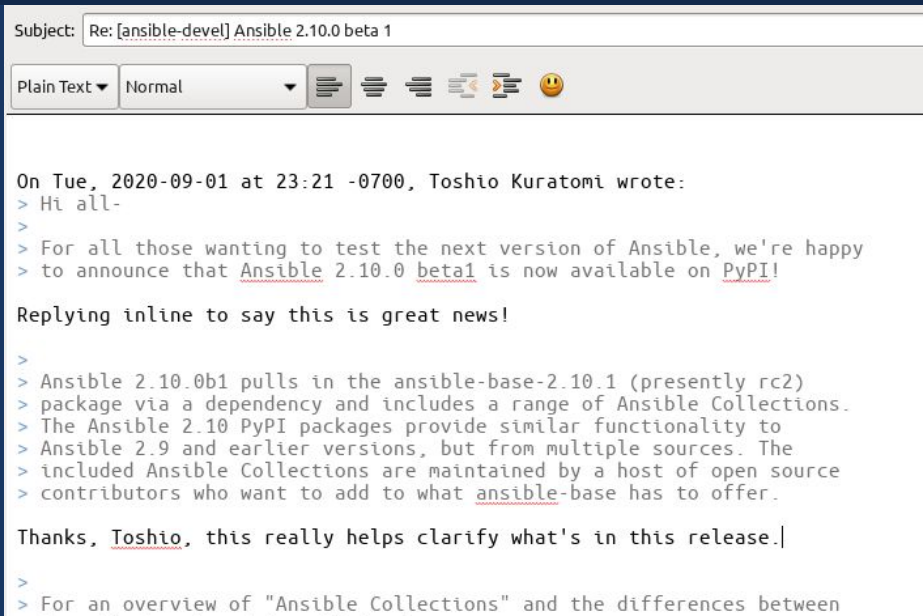 Subject: Re: [ansible-devel] Ansible 2.10.0 beta 1
Plain Text Normal
On Tue, 2020-09-01 at 23:21 -0700, Toshio Kuratomi wrote:
> Hi all-
>
> For all those wanting to test the next version of Ansible, we're happy
> to announce that Ansible 2.10.0 beta1 is now available on PyPI!
Replying inline to say this is great news!
>
> Ansible 2.10.0b1 pulls in the ansible-base-2.10.1 (presently rc2)
> package via a dependency and includes a range of Ansible Collections.
> The Ansible 2.10 PyPI packages provide similar functionality to
> Ansible 2.9 and earlier versions, but from multiple sources. The
> included Ansible Collections are maintained by a host of open source
> contributors who want to add to what ansible-base has to offer.
Thanks, Toshio, this really helps clarify what's in this release.
>
> For an overview of "Ansible Collections" and the differences between